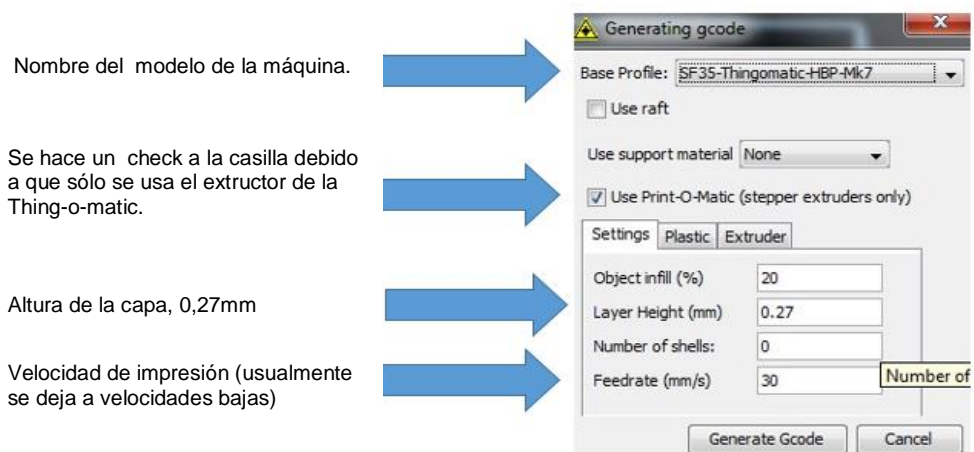 Generating gcode
Nombre del modelo de la máquina.
Base Profile: SF35-Thingomatic-HBP-Mk7
Use raft
Se hace un check a la casilla debido
a que sólo se usa el extructor de la
Thing-o-matic.
Use support material None
Use Print-O-Matic (stepper extruders only)
Settings Plastic Extruder
Object infill (%) 20
Altura de la capa, 0,27mm
Layer Height (mm) 0.27
Number of shells: 0
Velocidad de impresión (usualmente
se deja a velocidades bajas)
Feedrate (mm/s) 30
Number of
Generate Gcode Cancel